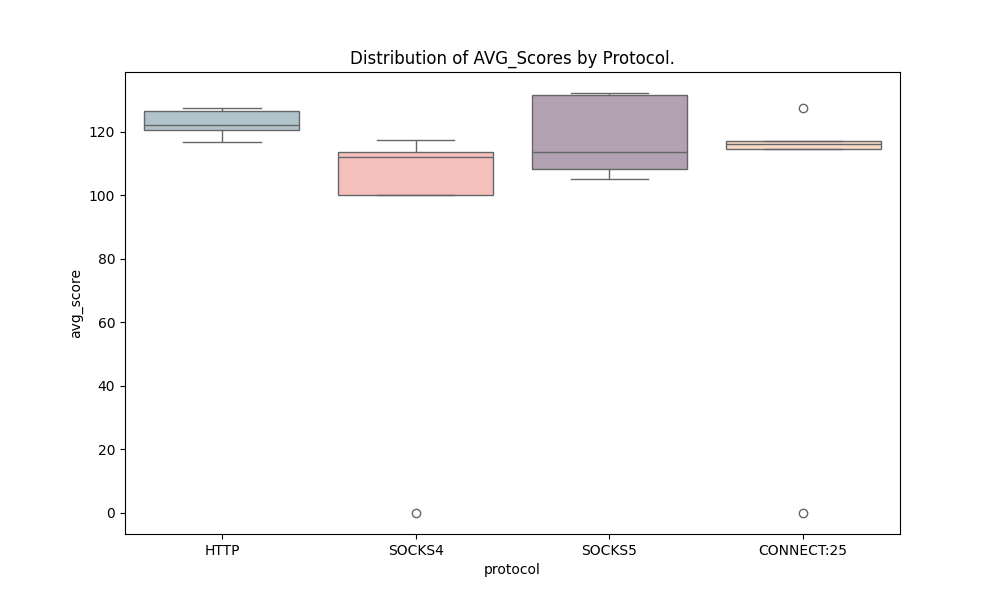 Distribution of AVG_Scores by Protocol.
120
100
80
60
40
20
0
avg_score
HTTP SOCKS4 SOCKS5 CONNECT:25
protocol